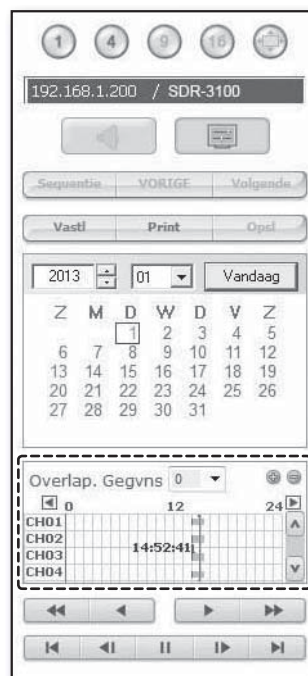 1 4 9 16
192.168.1.200 / SDR-3100
Sequentie VORIGE Volgende
Vastl Print Opsl
2013 01 Vandaag
Z M D W D V Z
1 2 3 4 5
6 7 8 9 10 11 12
13 14 15 16 17 18 19
20 21 22 23 24 25 26
27 28 29 30 31
Overlap. Gegvns 0
0 12 24
CH01
CH02
14:52:41
CH03
CH04